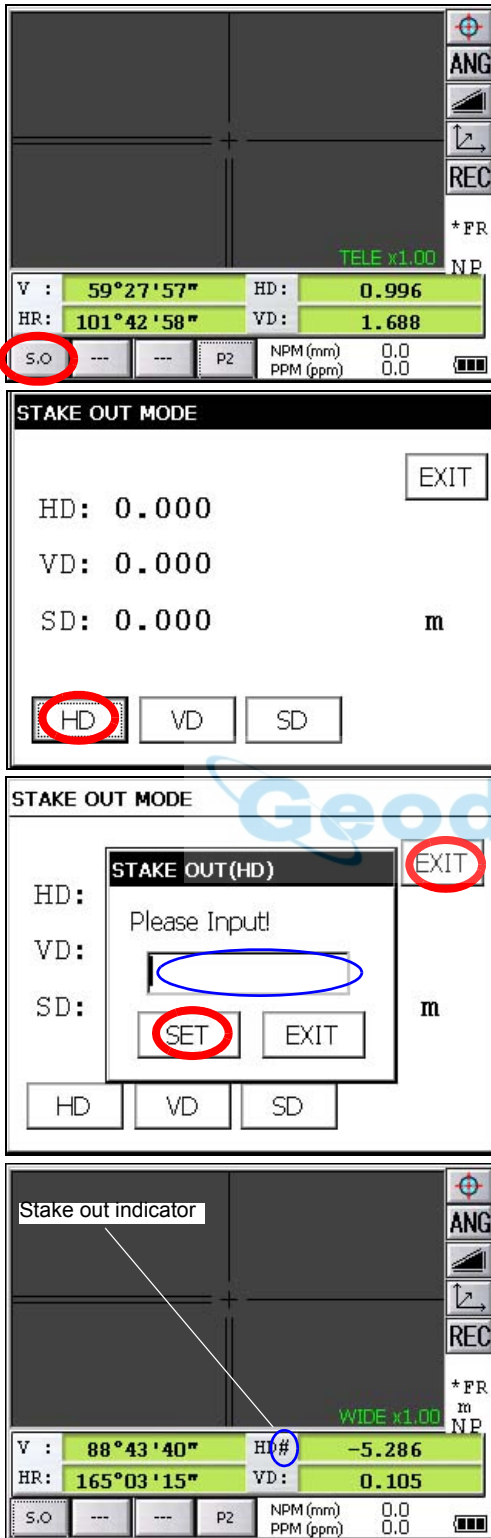 ANG
REC
*FR
TELE x1.00
NP
V : 59°27'57" HD: 0.996
HR: 101°42'58" VD: 1.688
S.O --- --- P2 NPM (mm) 0.0
PPM (ppm) 0.0
STAKE OUT MODE
EXIT
HD: 0.000
VD: 0.000
SD: 0.000 m
HD VD SD
STAKE OUT MODE
Geod
EXIT
STAKE OUT(HD)
HD:
Please Input!
VD:
SD: m
SET EXIT
HD VD SD
Stake out indicator
ANG
REC
*FR
m
WIDE x1.00
NP
V : 88°43'40" HD# -5.286
HR: 165°03'15" VD: 0.105
S.O --- --- P2 NPM (mm) 0.0
PPM (ppm) 0.0